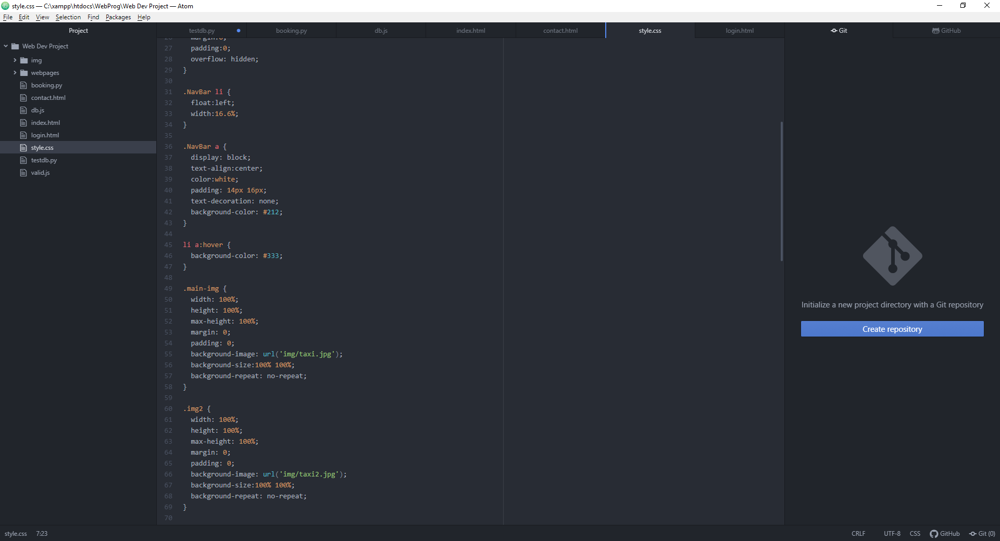 style.css — C:\xampp\htdocs\WebProg\Web Dev Project — Atom
File Edit View Selection Find Packages Help
Project
Web Dev Project
img
webpages
booking.py
contact.html
db.js
index.html
login.html
style.css
testdb.py
valid.js
testdb.py booking.py db.js index.html contact.html style.css login.html
26 margin:0;
27 padding:0;
28 overflow: hidden;
29 }
30
31 .NavBar li {
32 float:left;
33 width:16.6%;
34 }
35
36 .NavBar a {
37 display: block;
38 text-align:center;
39 color:white;
40 padding: 14px 16px;
41 text-decoration: none;
42 background-color: #212;
43 }
44
45 li a:hover {
46 background-color: #333;
47 }
48
49 .main-img {
50 width: 100%;
51 height: 100%;
52 max-height: 100%;
53 margin: 0;
54 padding: 0;
55 background-image: url('img/taxi.jpg');
56 background-size:100% 100%;
57 background-repeat: no-repeat;
58 }
59
60 .img2 {
61 width: 100%;
62 height: 100%;
63 max-height: 100%;
64 margin: 0;
65 padding: 0;
66 background-image: url('img/taxi2.jpg');
67 background-size:100% 100%;
68 background-repeat: no-repeat;
69 }
70
Git GitHub
Initialize a new project directory with a Git repository
Create repository
style.css 7:23 CRLF UTF-8 CSS GitHub Git (0)